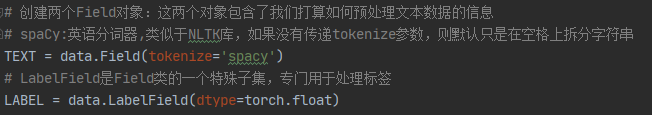 # 创建两个Field对象：这两个对象包含了我们打算如何预处理文本数据的信息
# spaCy:英语分词器,类似于NLTK库，如果没有传递tokenize参数，则默认只是在空格上拆分字符串
TEXT = data.Field(tokenize='spacy')
# LabelField是Field类的一个特殊子集，专门用于处理标签
LABEL = data.LabelField(dtype=torch.float)